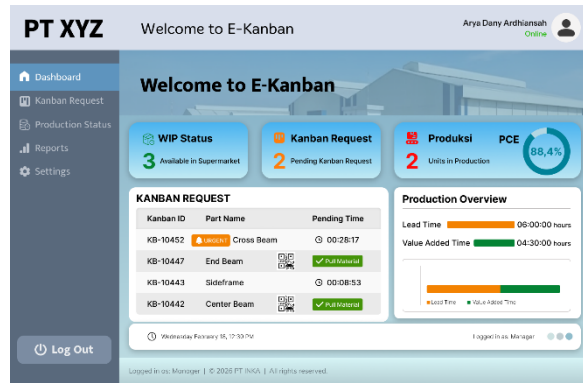 PT XYZ
Welcome to E-Kanban
Arya Dany Ardhiansah
Online
Dashboard
Kanban Request
Production Status
Reports
Settings
Log Out
Welcome to E-Kanban
WIP Status
3 Available in Supermarket
Kanban Request
2 Pending Kanban Request
Produksi
2 Units in Production
PCE
88,4%
KANBAN REQUEST
Kanban ID Part Name Pending Time
KB-10452 URGENT Cross Beam 00:28:17
KB-10447 End Beam Pull Material
KB-10443 Sideframe 00:08:53
KB-10442 Center Beam Pull Material
Production Overview
Lead Time 06:00:00 hours
Value Added Time 04:30:00 hours
Lead Time Value Added Time
Wednesday February 18, 12:30 PM
Logged in as: Manager
Logged in as: Manager | © 2026 PT INKA | All rights reserved.